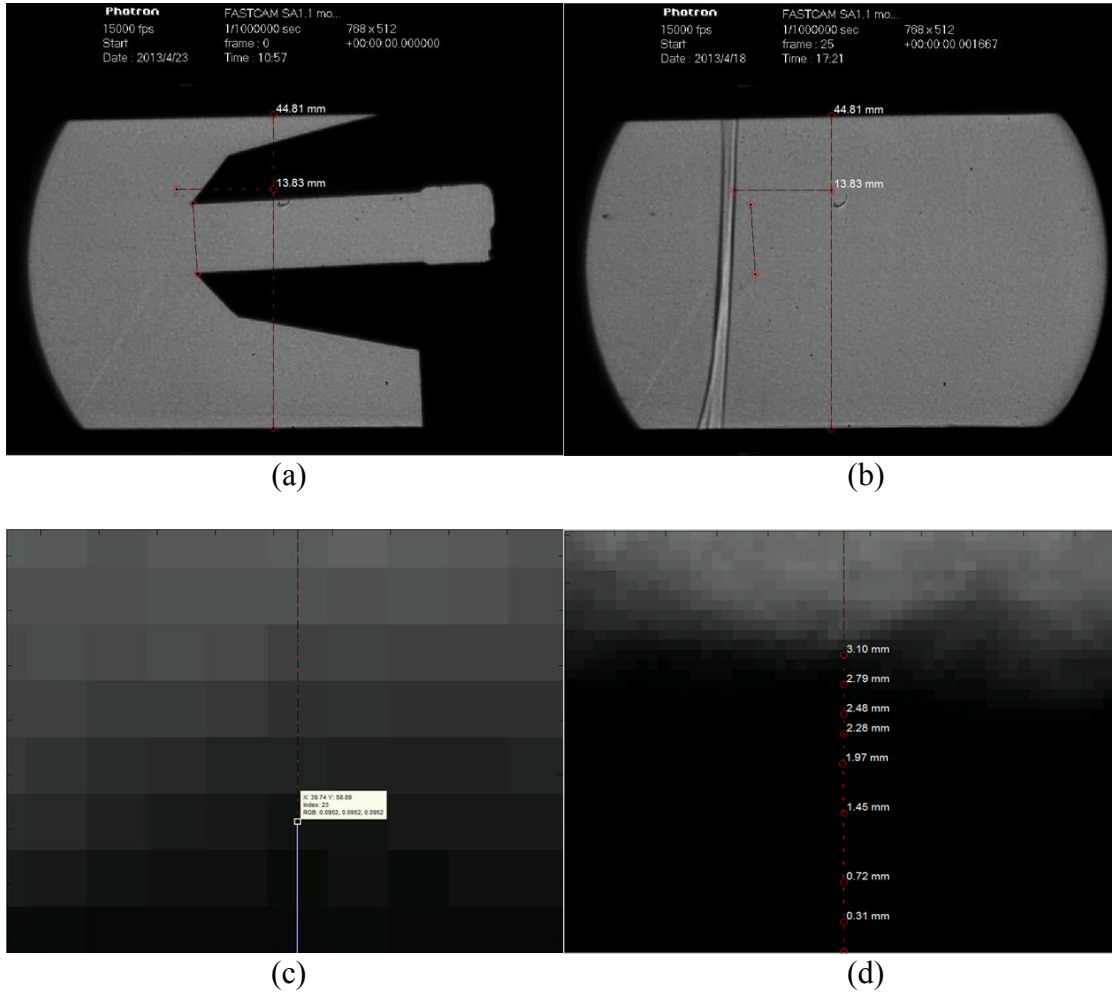 Photron
FASTCAM SA1.1 mo...
15000 fps
1/1000000 sec
768 x 512
Start
frame : 0
+00:00:00.000000
Date : 2013/4/23
Time : 10:57
44.81 mm
13.83 mm
(a)
Photron
FASTCAM SA1.1 mo...
15000 fps
1/1000000 sec
768 x 512
Start
frame : 25
+00:00:00.001667
Date : 2013/4/18
Time : 17:21
44.81 mm
13.83 mm
(b)
X: 39.74 Y: 58.89
Index: 23
RGB: 0.0952, 0.0952, 0.0952
(c)
3.10 mm
2.79 mm
2.48 mm
2.28 mm
1.97 mm
1.45 mm
0.72 mm
0.31 mm
(d)